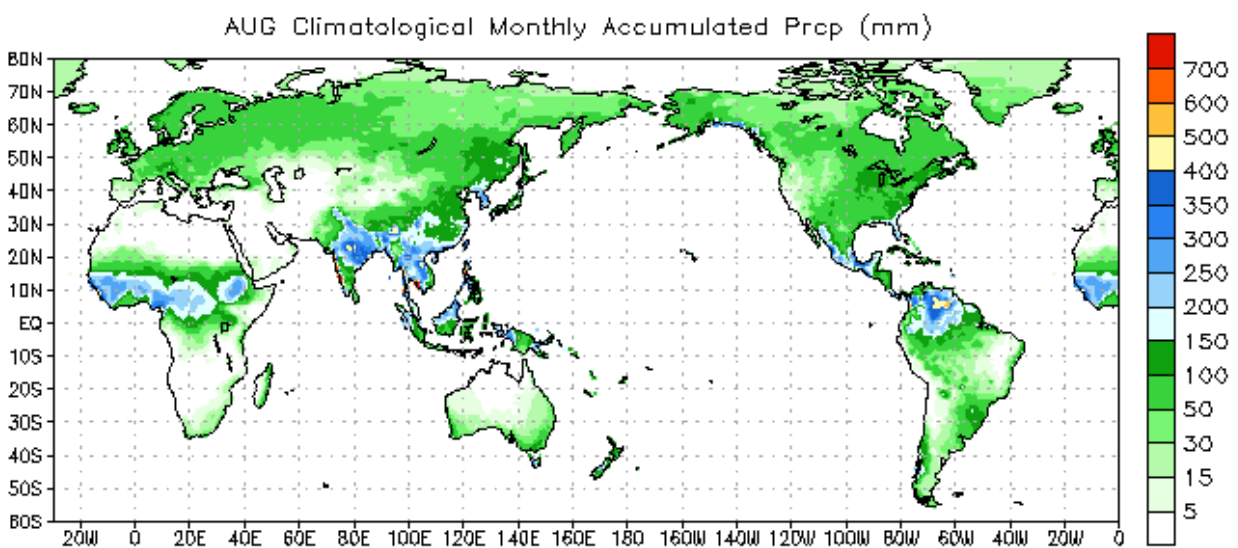 AUG Climatological Monthly Accumulated Prcp (mm)
80N
70N
60N
50N
40N
30N
20N
10N
EQ
10S
20S
30S
40S
50S
60S
20W 0 20E 40E 60E 80E 100E 120E 140E 160E 180 160W 140W 120W 100W 80W 60W 40W 20W 0
700
600
500
400
350
300
250
200
150
100
50
30
15
5